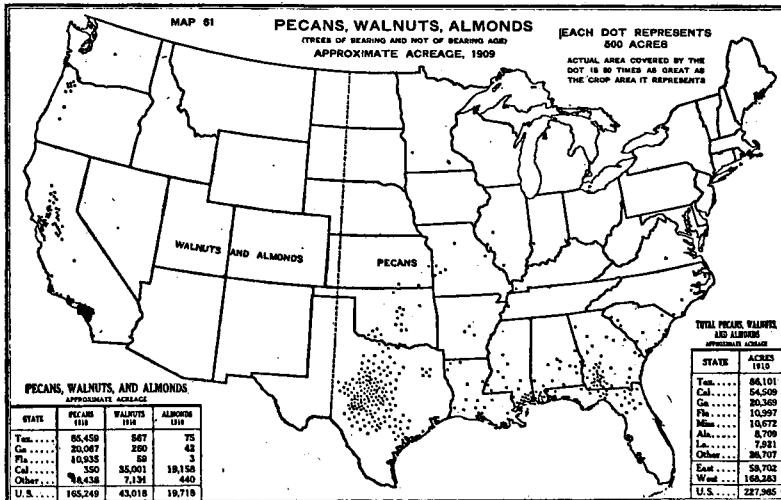 MAP 61
PECANS, WALNUTS, ALMONDS
(TREES OF BEARING AND NOT OF BEARING AGE)
APPROXIMATE ACREAGE, 1909
EACH DOT REPRESENTS
500 ACRES
ACTUAL AREA COVERED BY THE
DOT IS 80 TIMES AS GREAT AS
THE CROP AREA IT REPRESENTS
WALNUTS AND ALMONDS
PECANS
PECANS, WALNUTS, AND ALMONDS
APPROXIMATE ACREAGE
STATE PECANS 1910 WALNUTS 1910 ALMONDS 1910
Tex..... 85,459 567 75
Ga ..... 20,067 260 42
Fla..... 10,935 59 3
Cal .... 350 35,001 19,158
Other .. 48,438 7,131 440
U. S.... 165,249 43,018 19,718
TOTAL PECANS, WALNUTS,
AND ALMONDS
APPROXIMATE ACREAGE
STATE ACRES 1910
Tex..... 86,101
Cal..... 54,509
Ga ..... 20,369
Fla..... 10,997
Miss ... 10,672
Ala..... 8,709
La ..... 7,921
Other .. 28,707
East ... 59,702
West ... 168,283
U.S..... 227,985